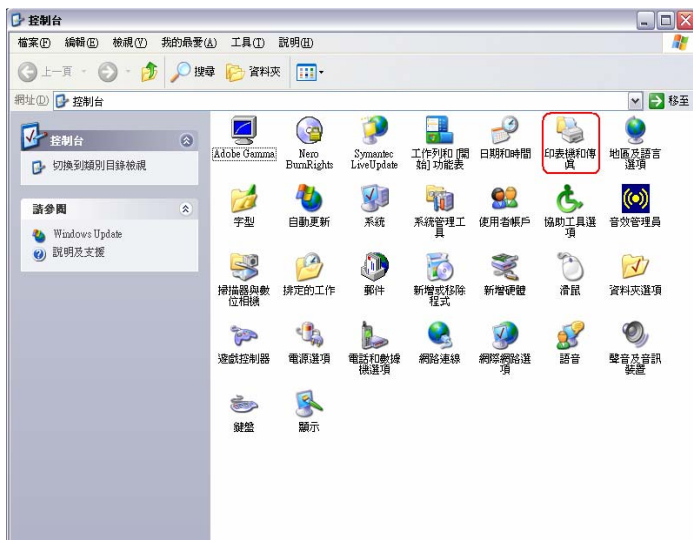 控制台
檔案(F) 編輯(E) 檢視(V) 我的最愛(A) 工具(T) 說明(H)
上一頁 搜尋 資料夾
網址(D) 控制台 移至
控制台
切換到類別目錄檢視
請參閱
Windows Update
說明及支援
Adobe Gamma
Nero
BurnRights
Symantec
LiveUpdate
工作列和 [開
始] 功能表
日期和時間
印表機和傳
真
地區及語言
選項
字型
自動更新
系統
系統管理工
具
使用者帳戶
協助工具選
項
音效管理員
掃描器與數
位相機
排定的工作
郵件
新增或移除
程式
新增硬體
滑鼠
資料夾選項
遊戲控制器
電源選項
電話和數據
機選項
網路連線
網際網路選
項
語音
聲音及音訊
裝置
鍵盤
顯示